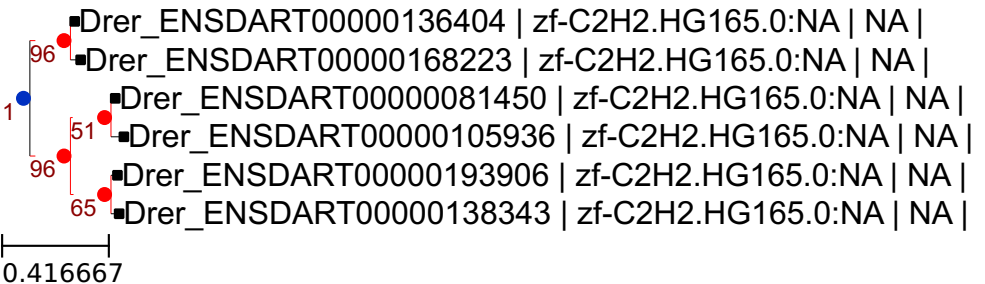 Drer_ENSDART00000136404 | zf-C2H2.HG165.0:NA | NA |
96
Drer_ENSDART00000168223 | zf-C2H2.HG165.0:NA | NA |
Drer_ENSDART00000081450 | zf-C2H2.HG165.0:NA | NA |
1
51
Drer_ENSDART00000105936 | zf-C2H2.HG165.0:NA | NA |
96
Drer_ENSDART00000193906 | zf-C2H2.HG165.0:NA | NA |
65
Drer_ENSDART00000138343 | zf-C2H2.HG165.0:NA | NA |
0.416667